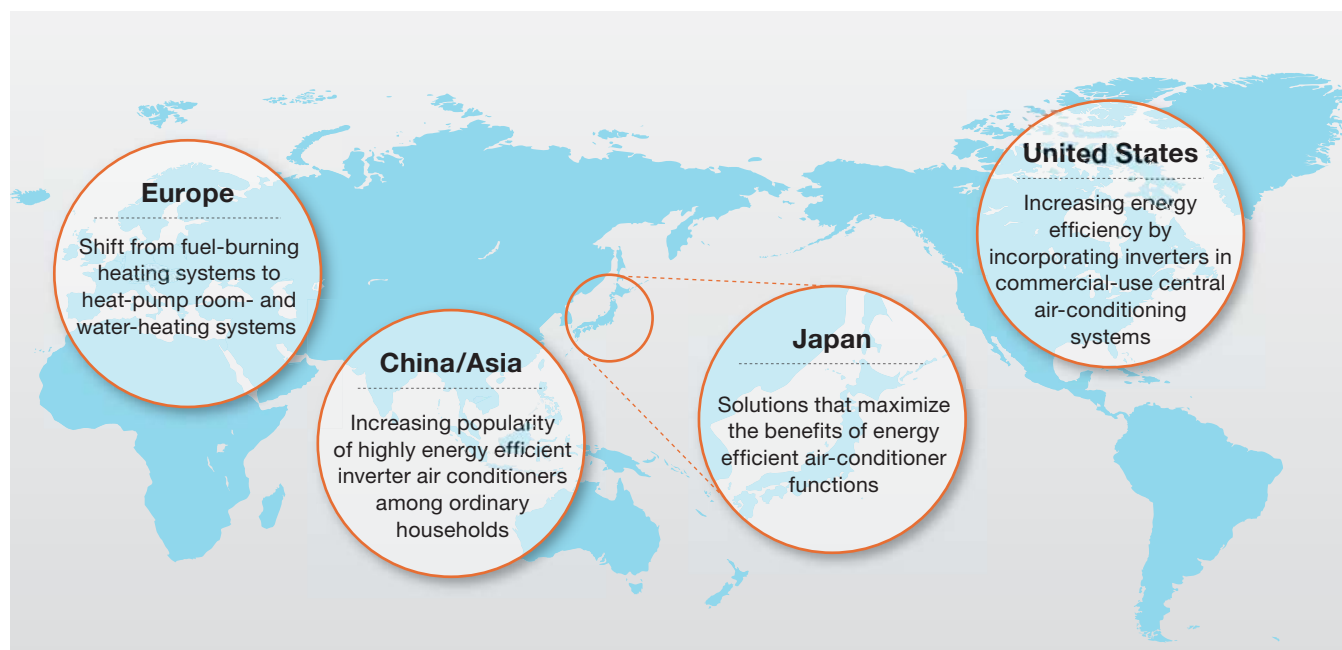 Europe
Shift from fuel-burning
heating systems to
heat-pump room- and
water-heating systems
China/Asia
Increasing popularity
of highly energy efficient
inverter air conditioners
among ordinary
households
Japan
Solutions that maximize
the benefits of energy
efficient air-conditioner
functions
United States
Increasing energy
efficiency by
incorporating inverters in
commercial-use central
air-conditioning
systems